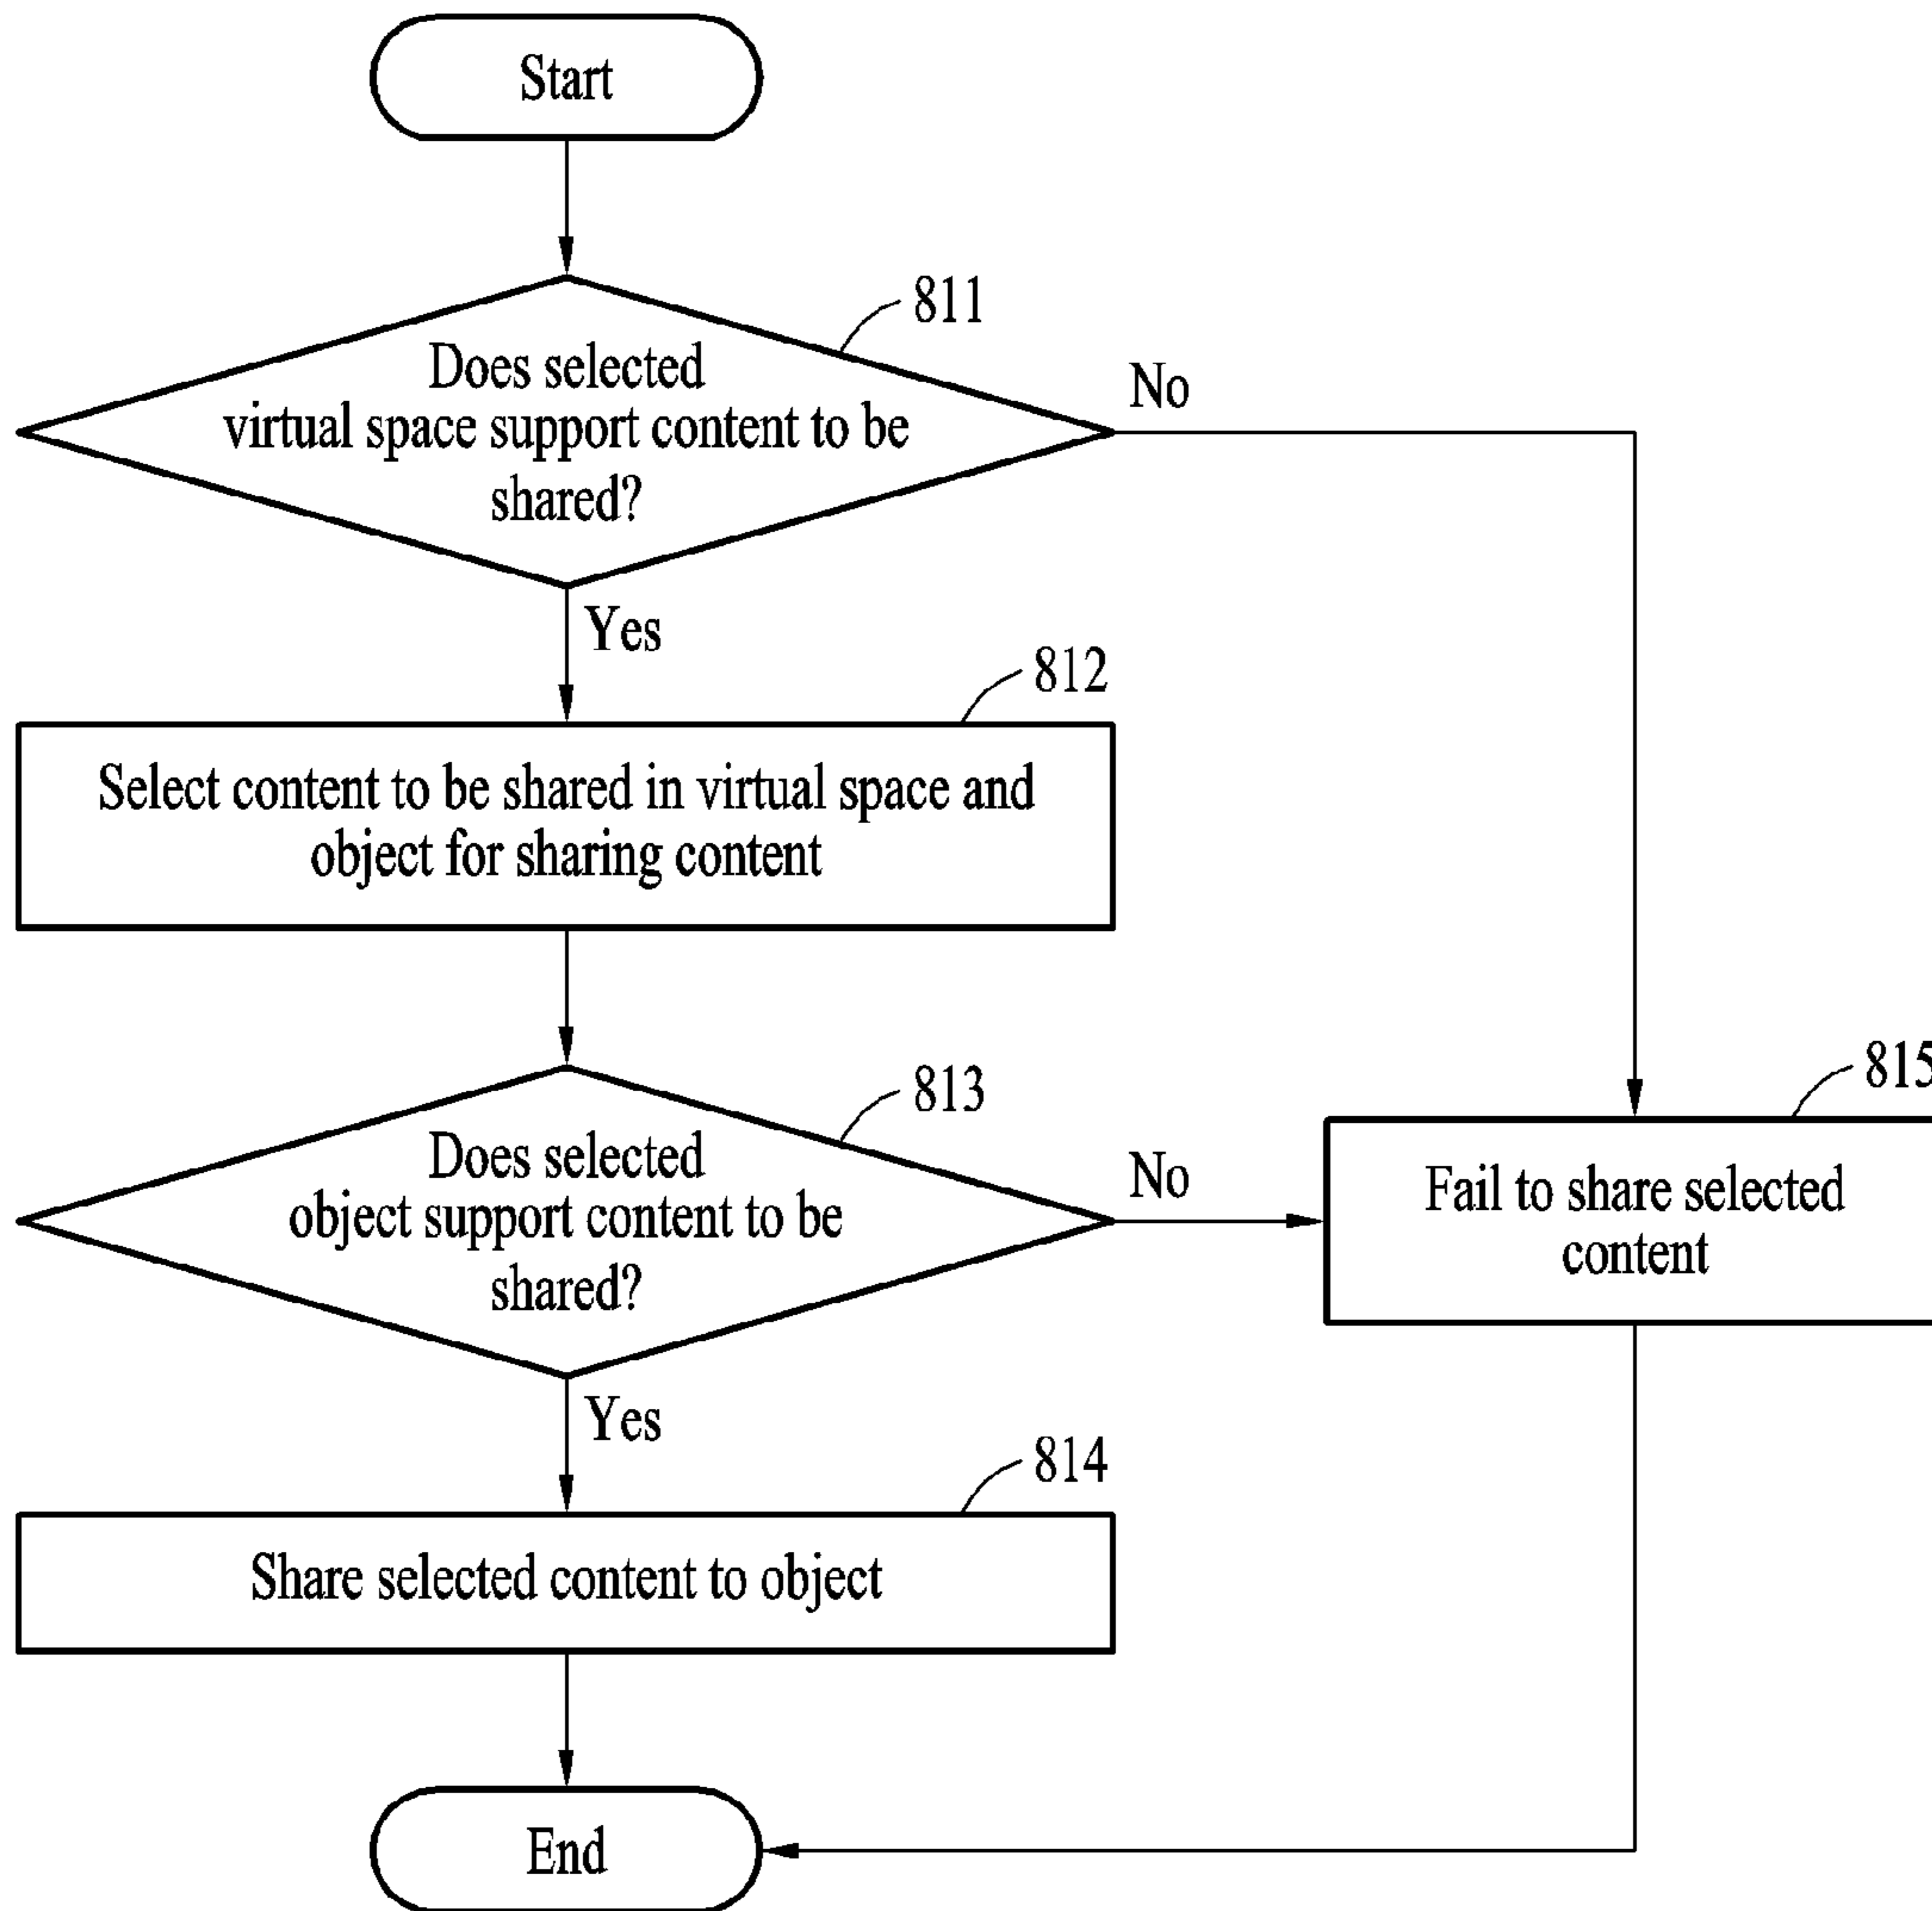 Start
811
Does selected
virtual space support content to be
shared?
No
Yes
812
Select content to be shared in virtual space and
object for sharing content
813
Does selected
object support content to be
shared?
No
815
Fail to share selected
content
Yes
814
Share selected content to object
End